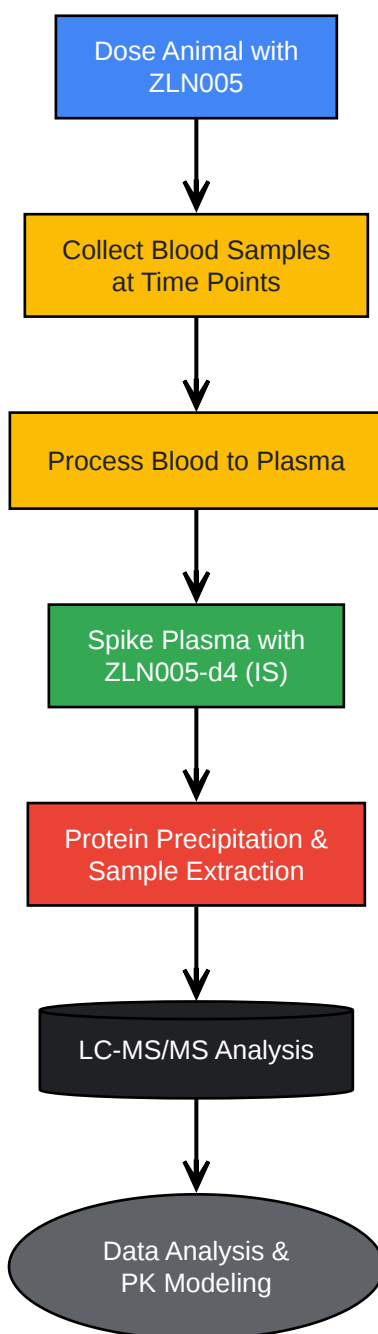 Dose Animal with
ZLN005
Collect Blood Samples
at Time Points
Process Blood to Plasma
Spike Plasma with
ZLN005-d4 (IS)
Protein Precipitation &
Sample Extraction
LC-MS/MS Analysis
Data Analysis &
PK Modeling